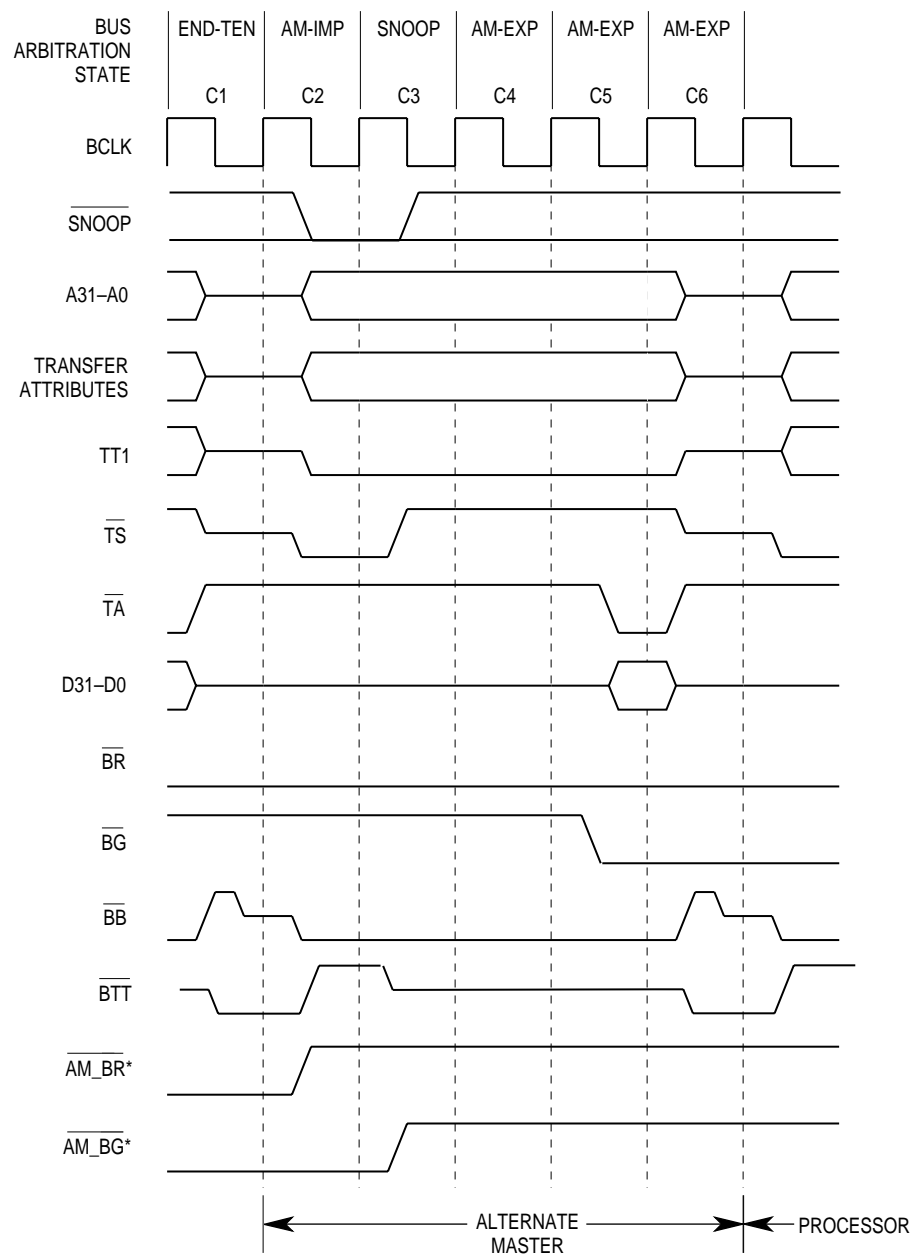 BUS
ARBITRATION
STATE
END-TEN AM-IMP SNOOP AM-EXP AM-EXP AM-EXP
C1 C2 C3 C4 C5 C6
BCLK
SNOOP
A31–A0
TRANSFER
ATTRIBUTES
TT1
TS
TA
D31–D0
BR
BG
BB
BTT
AM_BR*
AM_BG*
ALTERNATE
MASTER
PROCESSOR